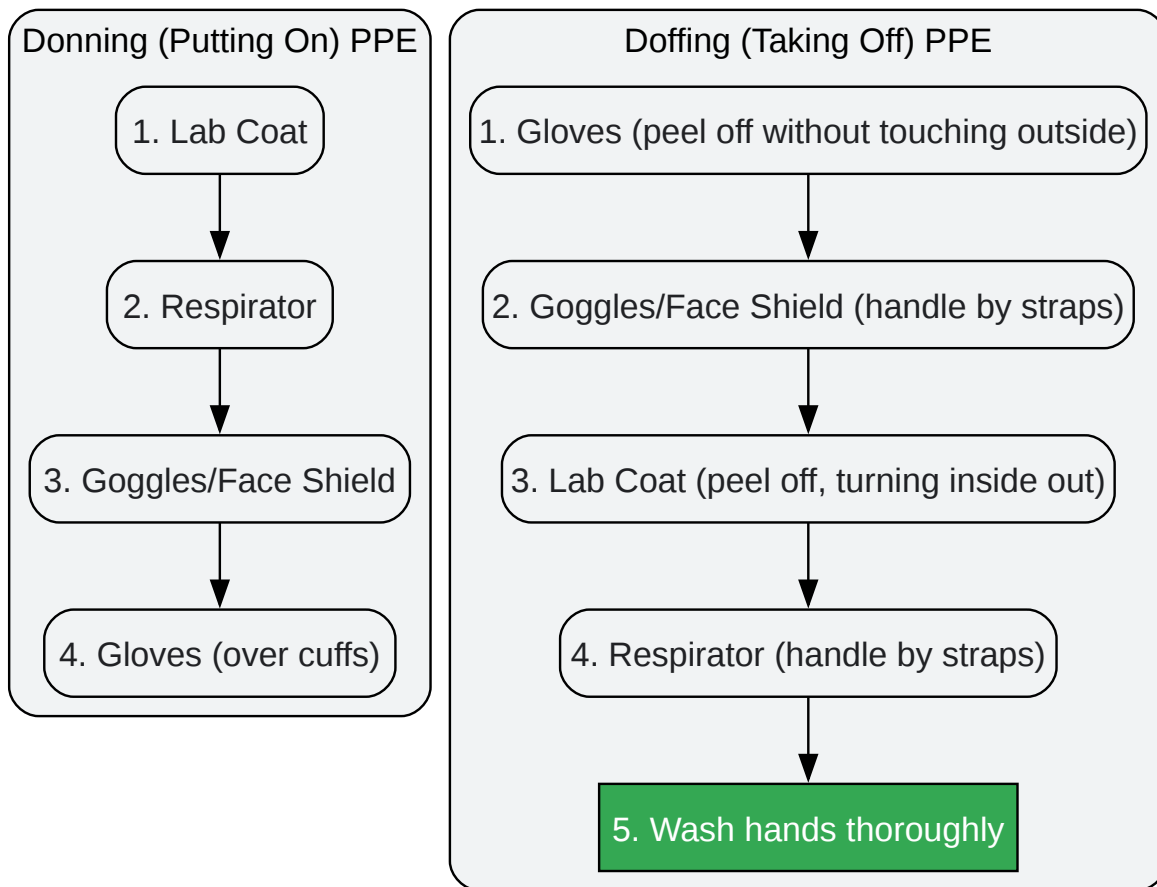 Donning (Putting On) PPE
1. Lab Coat
2. Respirator
3. Goggles/Face Shield
4. Gloves (over cuffs)
Doffing (Taking Off) PPE
1. Gloves (peel off without touching outside)
2. Goggles/Face Shield (handle by straps)
3. Lab Coat (peel off, turning inside out)
4. Respirator (handle by straps)
5. Wash hands thoroughly